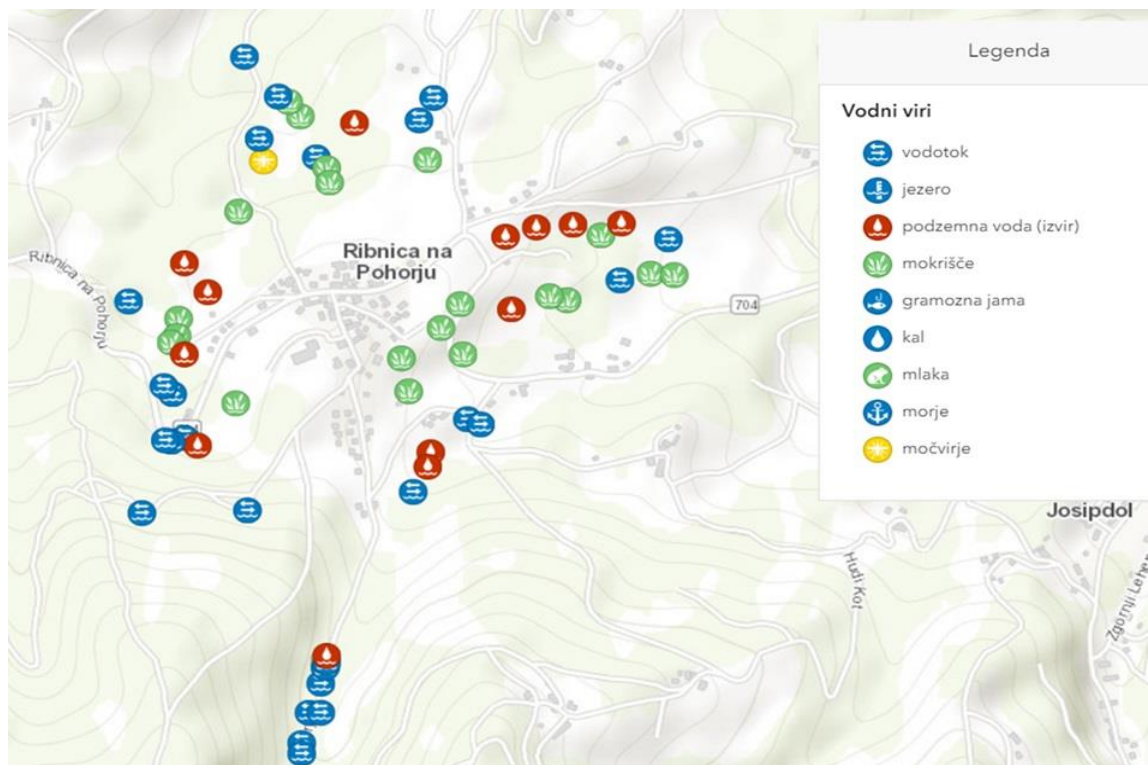 Legenda
Vodni viri
vodotok
jezero
podzemna voda (izvir)
mokrišče
gramozna jama
kal
mlaka
morje
močvirje
Ribnica na
Pohorju
Ribnica na Pohorju
704
Josipdol
Hudi Kot